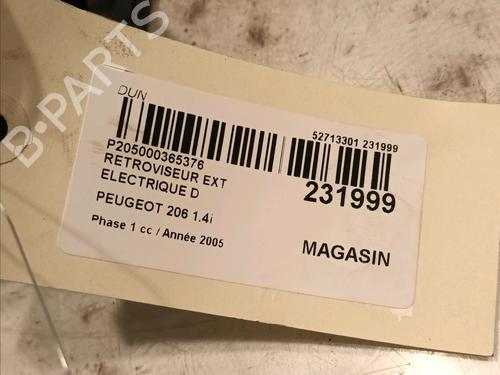 B-PARTS
DUN
52713301 231999
P205000365376
RETROVISEUR EXT
ELECTRIQUE D
231999
PEUGEOT 206 1.4i
Phase 1 cc / Année 2005
MAGASIN